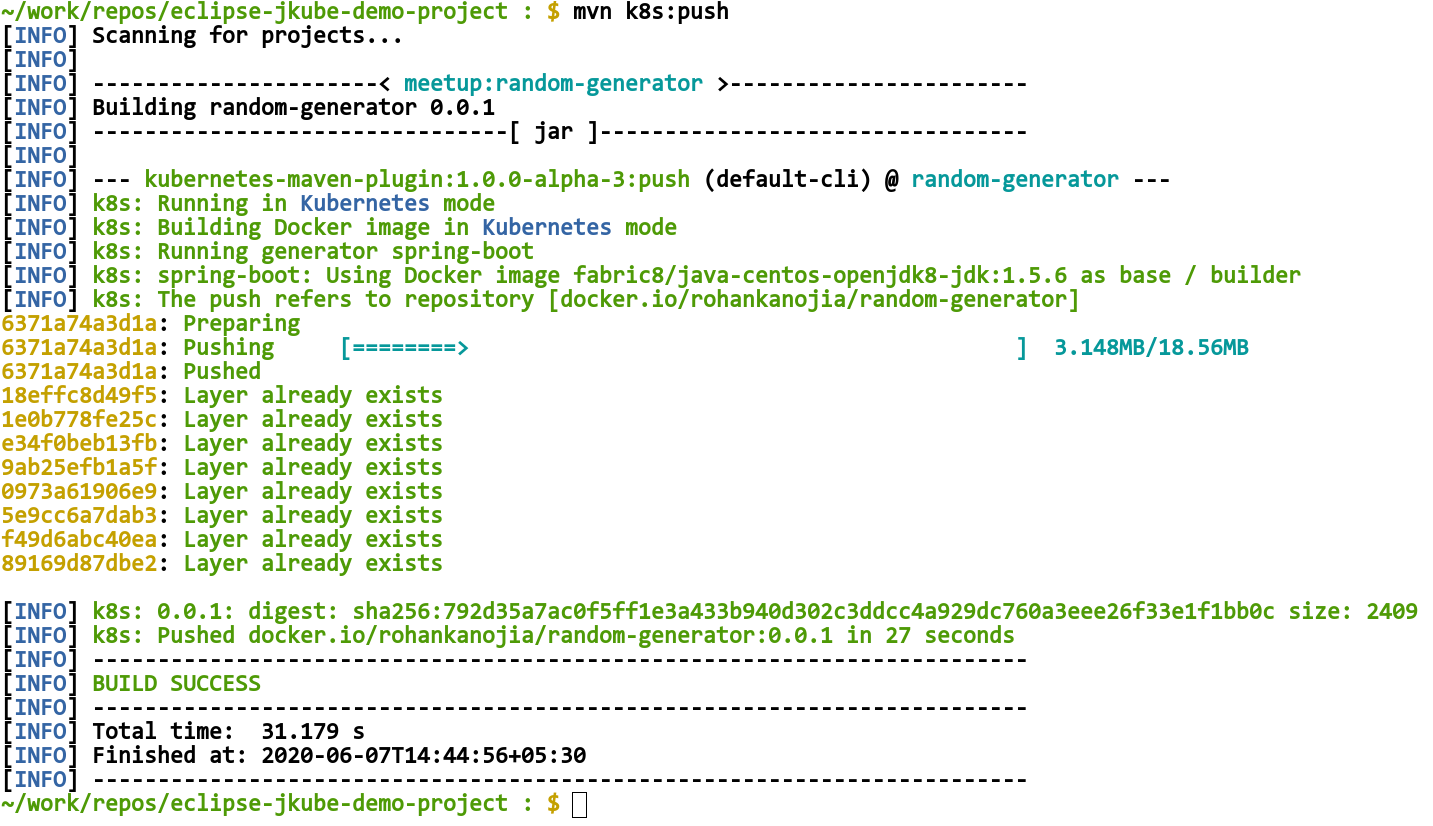 ~/work/repos/eclipse-jkube-demo-project : $ mvn k8s:push
[INFO] Scanning for projects...
[INFO]
[INFO] ----------------------< meetup:random-generator >-----------------------
[INFO] Building random-generator 0.0.1
[INFO] --------------------------------[ jar ]---------------------------------
[INFO]
[INFO] --- kubernetes-maven-plugin:1.0.0-alpha-3:push (default-cli) @ random-generator ---
[INFO] k8s: Running in Kubernetes mode
[INFO] k8s: Building Docker image in Kubernetes mode
[INFO] k8s: Running generator spring-boot
[INFO] k8s: spring-boot: Using Docker image fabric8/java-centos-openjdk8-jdk:1.5.6 as base / builder
[INFO] k8s: The push refers to repository [docker.io/rohankanojia/random-generator]
6371a74a3d1a: Preparing
6371a74a3d1a: Pushing     [========>                                          ]  3.148MB/18.56MB
6371a74a3d1a: Pushed
18effc8d49f5: Layer already exists
1e0b778fe25c: Layer already exists
e34f0beb13fb: Layer already exists
9ab25efb1a5f: Layer already exists
0973a61906e9: Layer already exists
5e9cc6a7dab3: Layer already exists
f49d6abc40ea: Layer already exists
89169d87dbe2: Layer already exists
[INFO] k8s: 0.0.1: digest: sha256:792d35a7ac0f5ff1e3a433b940d302c3ddcc4a929dc760a3eee26f33e1f1bb0c size: 2409
[INFO] k8s: Pushed docker.io/rohankanojia/random-generator:0.0.1 in 27 seconds
[INFO] ------------------------------------------------------------------------
[INFO] BUILD SUCCESS
[INFO] ------------------------------------------------------------------------
[INFO] Total time:  31.179 s
[INFO] Finished at: 2020-06-07T14:44:56+05:30
[INFO] ------------------------------------------------------------------------
~/work/repos/eclipse-jkube-demo-project : $